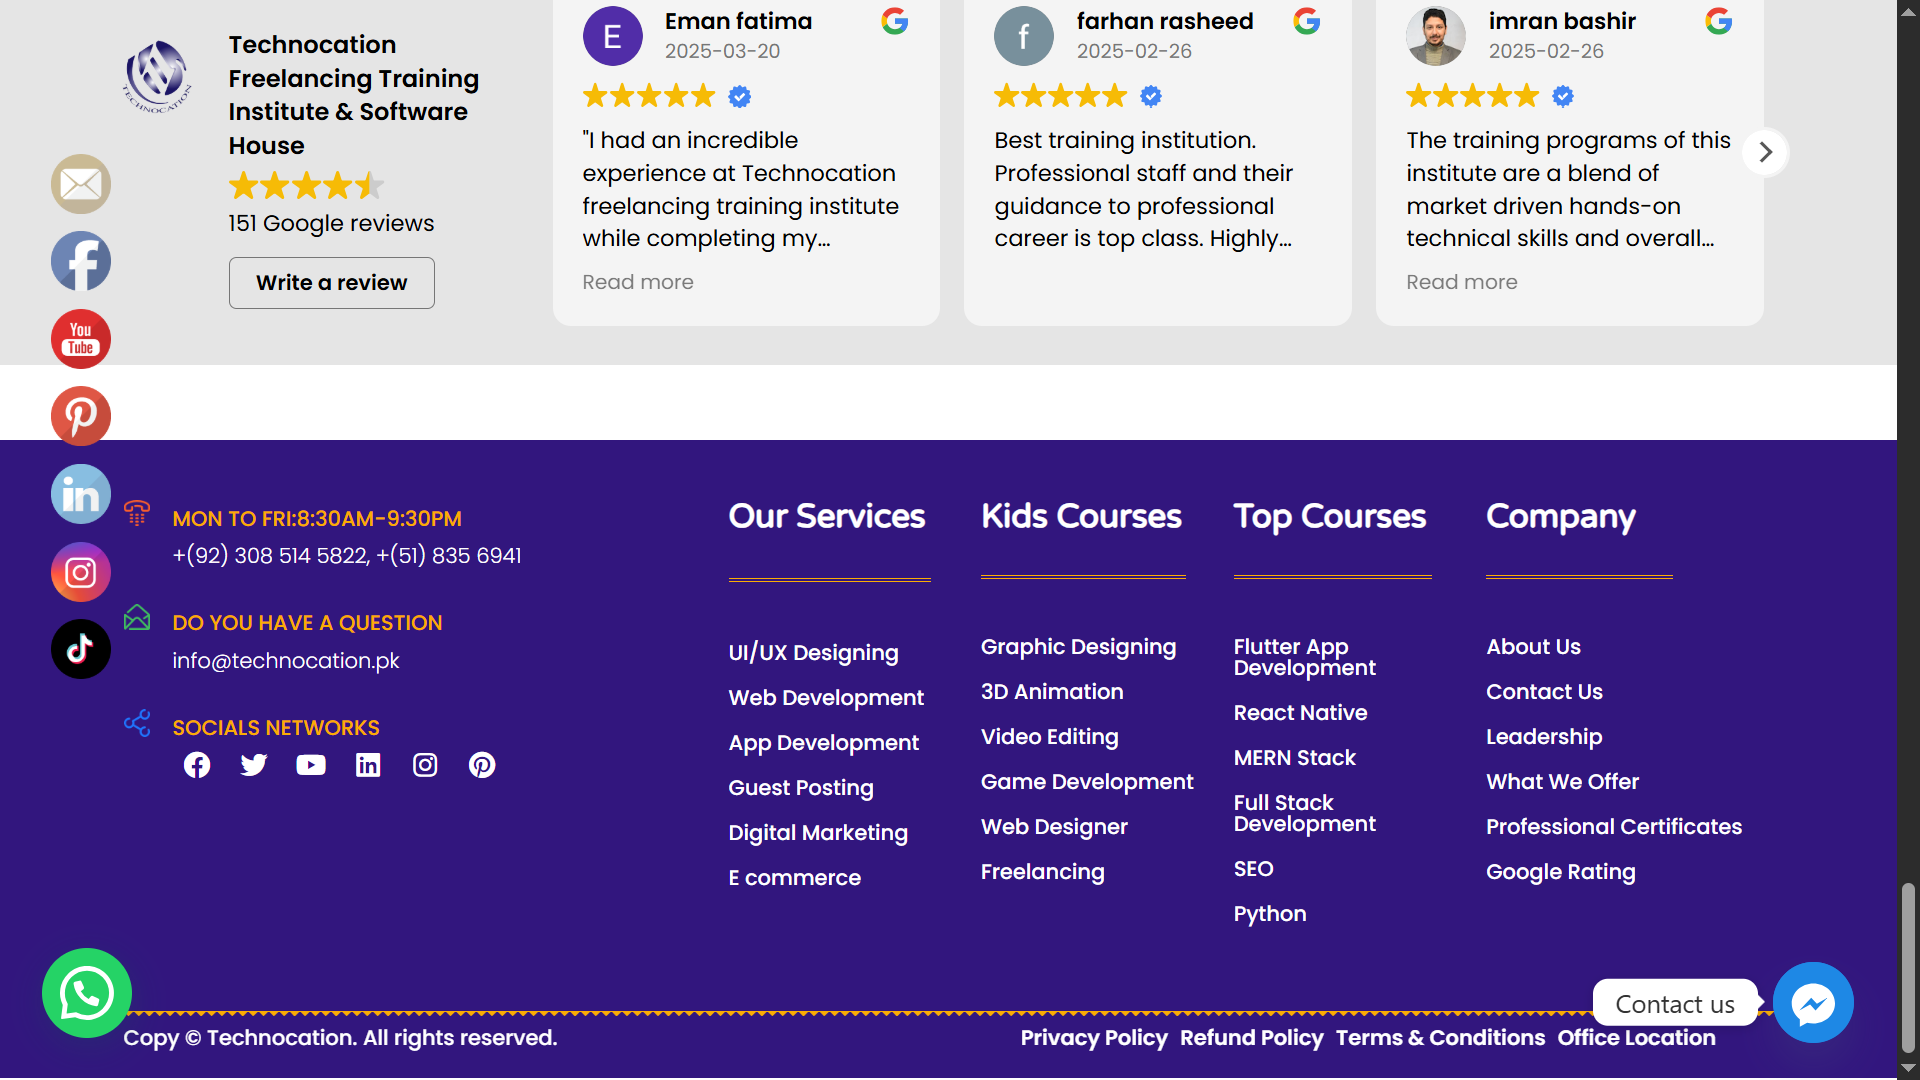 TECHNOCATION
Technocation
Freelancing Training
Institute & Software
House
151 Google reviews
Write a review
E
Eman fatima
2025-03-20
"I had an incredible
experience at Technocation
freelancing training institute
while completing my...
Read more
f
farhan rasheed
2025-02-26
Best training institution.
Professional staff and their
guidance to professional
career is top class. Highly...
imran bashir
2025-02-26
The training programs of this
institute are a blend of
market driven hands-on
technical skills and overall...
Read more
You
Tube
in
MON TO FRI:8:30AM-9:30PM
+(92) 308 514 5822, +(51) 835 6941
DO YOU HAVE A QUESTION
info@technocation.pk
SOCIALS NETWORKS
Our Services
UI/UX Designing
Web Development
App Development
Guest Posting
Digital Marketing
E commerce
Kids Courses
Graphic Designing
3D Animation
Video Editing
Game Development
Web Designer
Freelancing
Top Courses
Flutter App
Development
React Native
MERN Stack
Full Stack
Development
SEO
Python
Company
About Us
Contact Us
Leadership
What We Offer
Professional Certificates
Google Rating
Contact us
Copy © Technocation. All rights reserved.
Privacy Policy Refund Policy Terms & Conditions Office Location